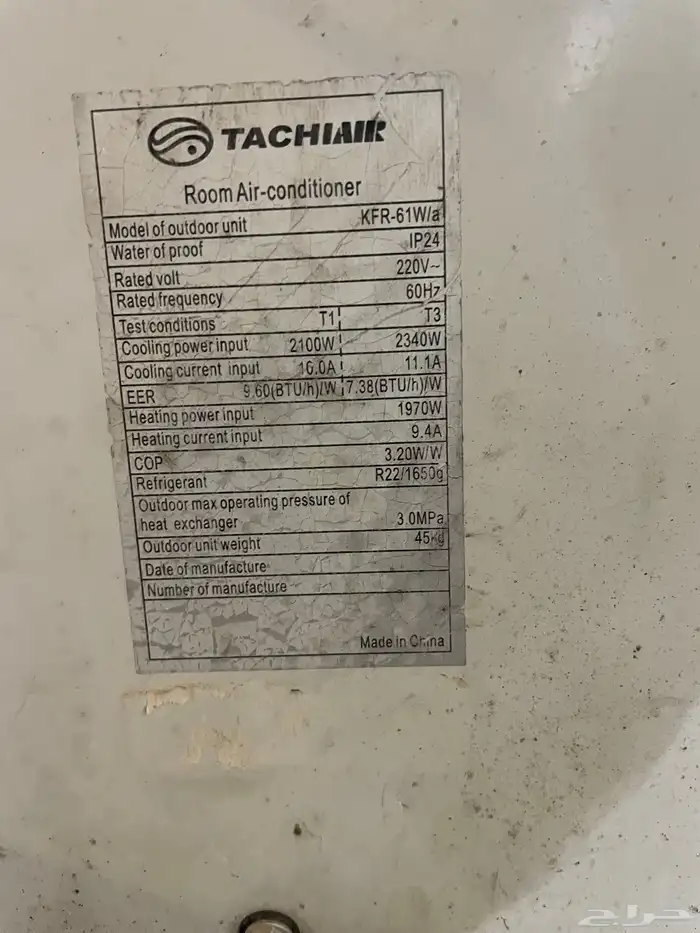 TACHIAIR
Room Air-conditioner
Model of outdoor unit KFR-61W/a
Water of proof IP24
Rated volt 220V~
Rated frequency 60Hz
Test conditions T1 T3
Cooling power input 2100W 2340W
Cooling current input 10.0A 11.1A
EER 9.60(BTU/h)/W 7.38(BTU/h)/W
Heating power input 1970W
Heating current input 9.4A
COP 3.20W/W
Refrigerant R22/1650g
Outdoor max operating pressure of
heat exchanger 3.0MPa
Outdoor unit weight 45kg
Date of manufacture
Number of manufacture
Made in China
حراج